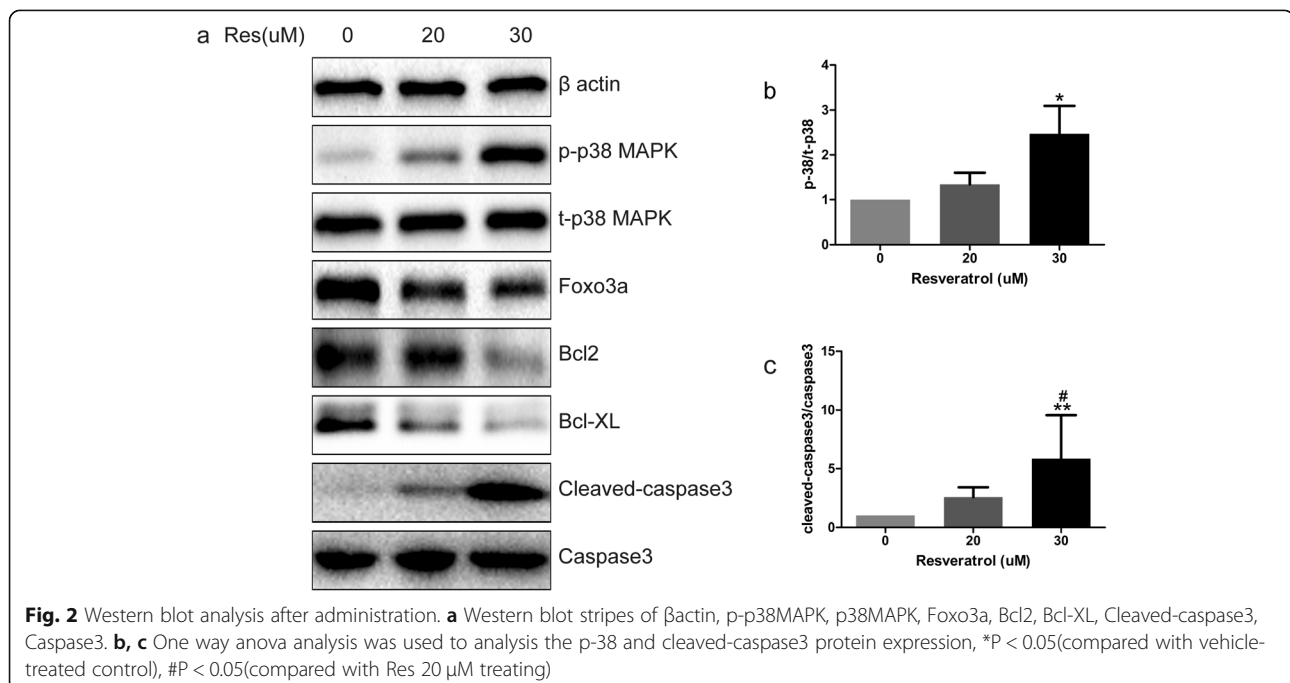 a Res(uM) 0 20 30
β actin
p-p38 MAPK
t-p38 MAPK
Foxo3a
Bcl2
Bcl-XL
Cleaved-caspase3
Caspase3
b
p-38/t-p38
4
3
2
1
0
*
0 20 30
Resveratrol (uM)
c
cleaved-caspase3/caspase3
15
10
5
0
#
**
0 20 30
Resveratrol (uM)
Fig. 2 Western blot analysis after administration. a Western blot stripes of βactin, p-p38MAPK, p38MAPK, Foxo3a, Bcl2, Bcl-XL, Cleaved-caspase3,
Caspase3. b, c One way anova analysis was used to analysis the p-38 and cleaved-caspase3 protein expression, *P < 0.05(compared with vehicle-
treated control), #P < 0.05(compared with Res 20 μM treating)